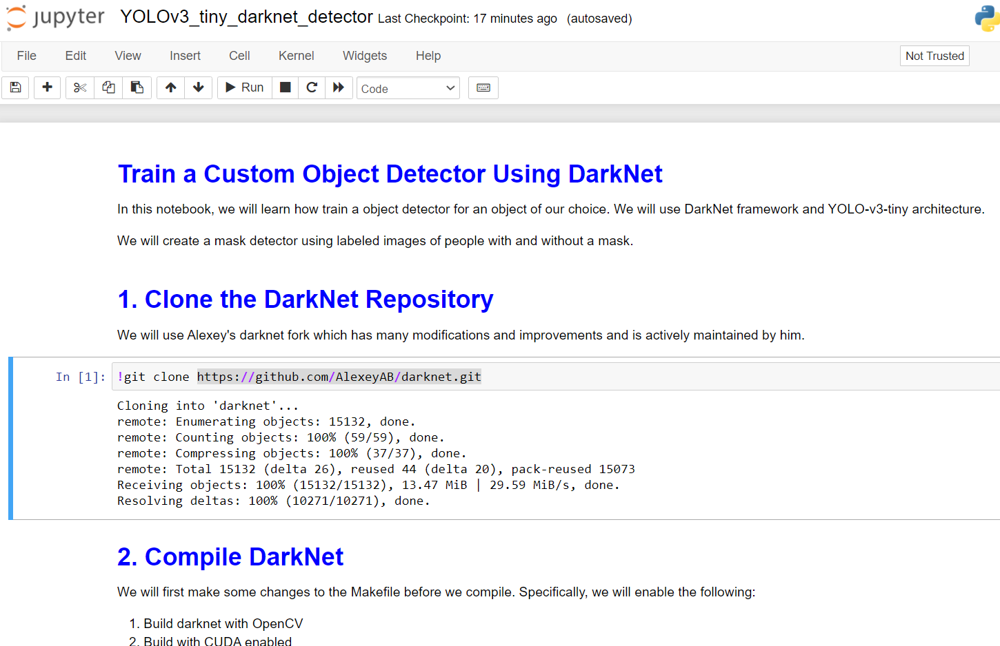 jupyter YOLOv3_tiny_darknet_detector Last Checkpoint: 17 minutes ago (autosaved)
File Edit View Insert Cell Kernel Widgets Help Not Trusted
Run Code
Train a Custom Object Detector Using DarkNet
In this notebook, we will learn how train a object detector for an object of our choice. We will use DarkNet framework and YOLO-v3-tiny architecture.
We will create a mask detector using labeled images of people with and without a mask.
1. Clone the DarkNet Repository
We will use Alexey's darknet fork which has many modifications and improvements and is actively maintained by him.
In [1]: !git clone https://github.com/AlexeyAB/darknet.git
Cloning into 'darknet'...
remote: Enumerating objects: 15132, done.
remote: Counting objects: 100% (59/59), done.
remote: Compressing objects: 100% (37/37), done.
remote: Total 15132 (delta 26), reused 44 (delta 20), pack-reused 15073
Receiving objects: 100% (15132/15132), 13.47 MiB | 29.59 MiB/s, done.
Resolving deltas: 100% (10271/10271), done.
2. Compile DarkNet
We will first make some changes to the Makefile before we compile. Specifically, we will enable the following:
1. Build darknet with OpenCV
2. Build with CUDA enabled